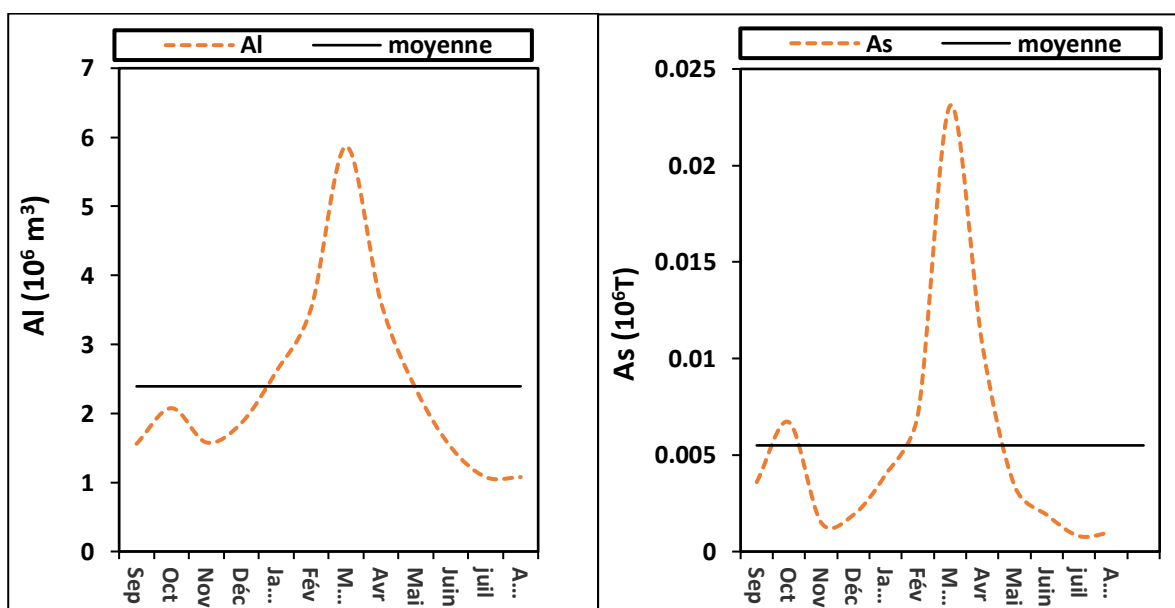 Al moyenne
7
6
5
4
3
2
1
0
Al (10⁶ m³)
Sep Oct Nov Déc Ja... Fév M... Avr Mai Juin juil A...
As moyenne
0.025
0.02
0.015
0.01
0.005
0
As (10⁶T)
Sep Oct Nov Déc Ja... Fév M... Avr Mai Juin juil A...